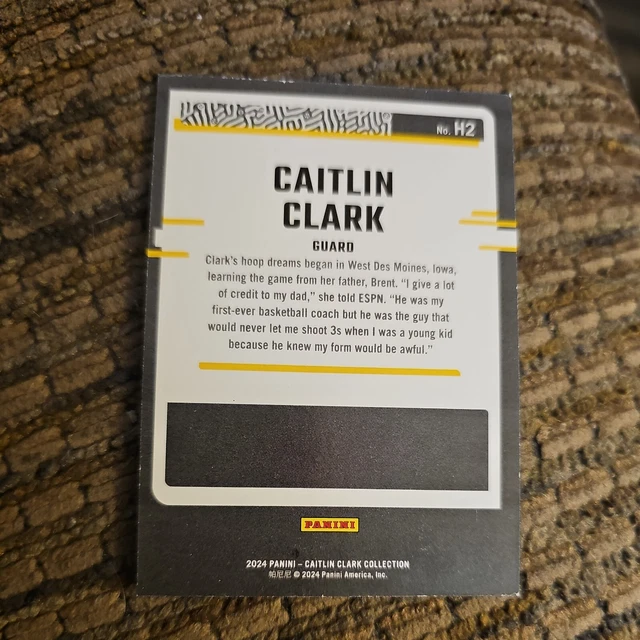 No. H2
CAITLIN
CLARK
GUARD
Clark's hoop dreams began in West Des Moines, Iowa,
learning the game from her father, Brent. "I give a lot
of credit to my dad," she told ESPN. "He was my
first-ever basketball coach but he was the guy that
would never let me shoot 3s when I was a young kid
because he knew my form would be awful."
PANINI
2024 PANINI – CAITLIN CLARK COLLECTION
帕尼尼 © 2024 Panini America, Inc.